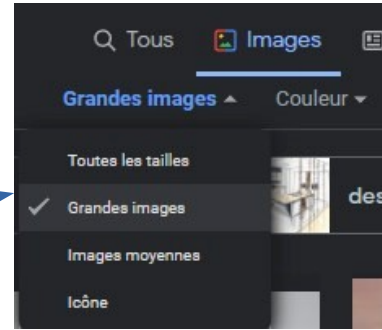 Tous Images
Grandes images Couleur
Toutes les tailles
Grandes images des
Images moyennes
Icône